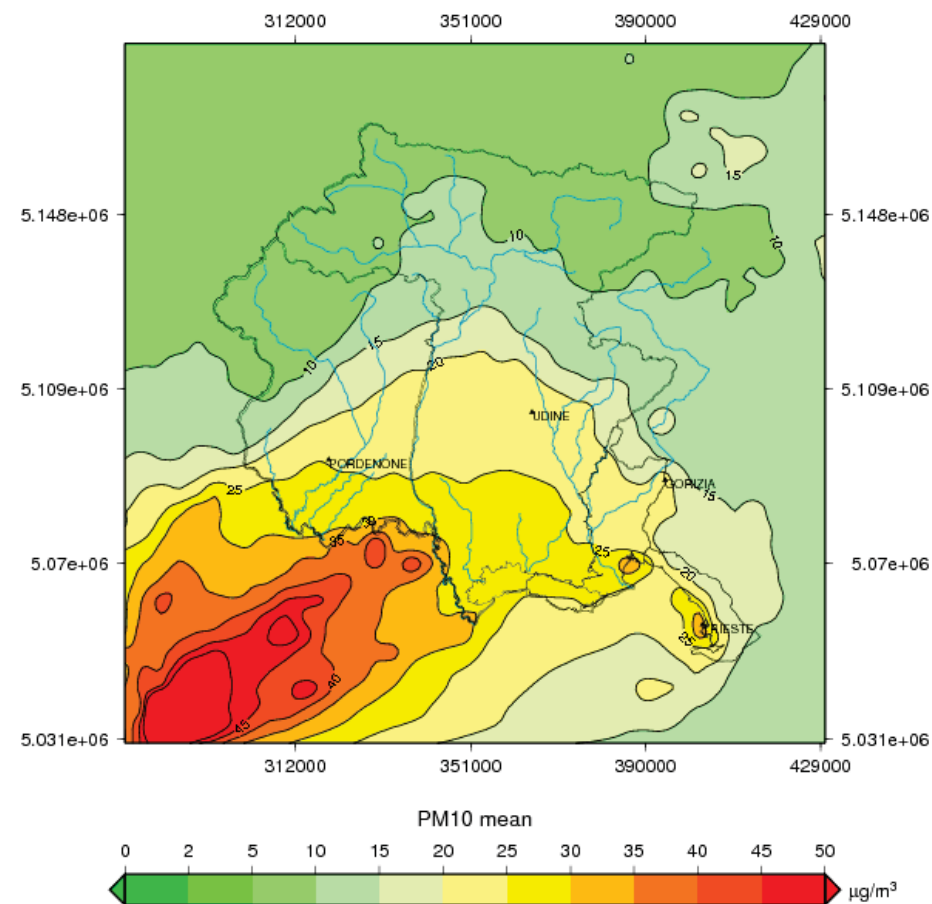 312000 351000 390000 429000
5.148e+06 5.148e+06
15
10
10
15
20
10
5.109e+06 5.109e+06
UDINE
PORDENONE
GORIZIA
25
15
30
35
25
5.07e+06 5.07e+06
20
TRIESTE
25
40
45
5.031e+06 5.031e+06
312000 351000 390000 429000
PM10 mean
0 2 5 10 15 20 25 30 35 40 45 50
µg/m³